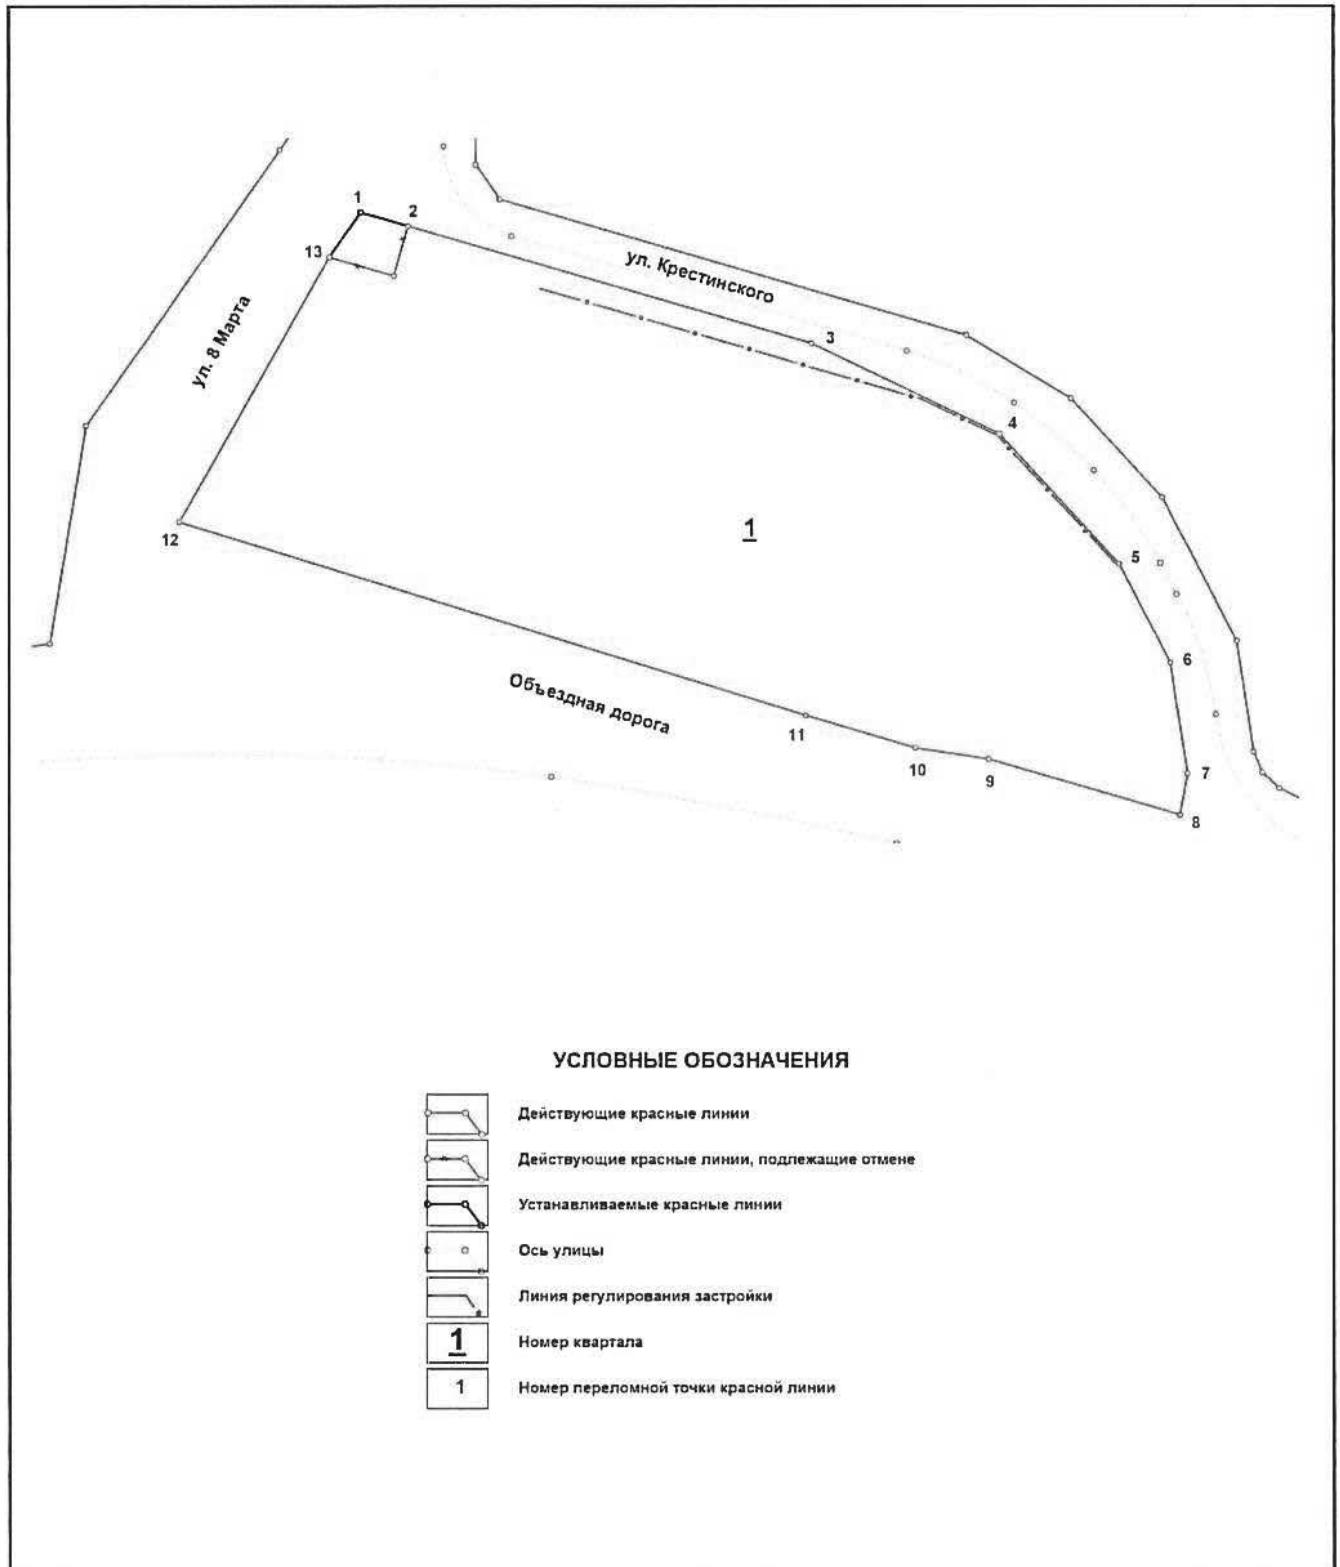 1
2
13
ул. Крестинского
ул. 8 Марта
3
4
1
5
12
6
Объездная дорога
11
10
9
7
8
УСЛОВНЫЕ ОБОЗНАЧЕНИЯ
Действующие красные линии
Действующие красные линии, подлежащие отмене
Устанавливаемые красные линии
Ось улицы
Линия регулирования застройки
1 Номер квартала
1 Номер переломной точки красной линии